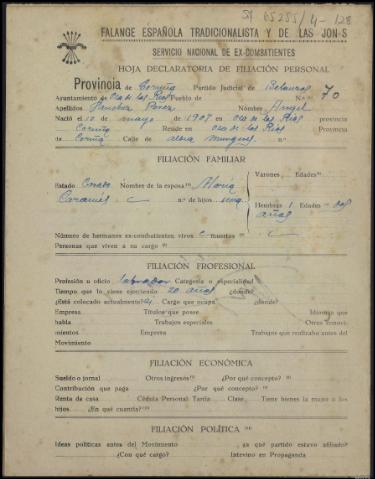 SI 65255/4-128
FALANGE ESPAÑOLA TRADICIONALISTA Y DE LAS JON-S
SERVICIO NACIONAL DE EX-COMBATIENTES
HOJA DECLARATORIA DE FILIACIÓN PERSONAL
Provincia de Coruña Partido Judicial de Betanzos
Ayuntamiento de Oza de los Ríos Pueblo de N.º 70
Apellidos Sánchez Pérez Nombre Angel
Nació el 10 de mayo de 1907 en Oza de los Ríos provincia
Coruña Reside en Oza de los Ríos Provincia
de Coruña Calle de aldea
FILIACIÓN FAMILIAR
Varones Edades
Estado Casado Nombre de la esposa María
n.º de hijos una Hembras 1 Edades dos
años
Número de hermanos ex-combatientes, vivos muertos
Personas que viven a su cargo
FILIACIÓN PROFESIONAL
Profesión u oficio labrador Categoría o especialidad
Tiempo que lo viene ejerciendo 20 años ¿dónde?
¿Está colocado actualmente? Cargo que ocupa ¿dónde?
Empresa Títulos que posee Idiomas que
habla Trabajos especiales Otros conoci-
mientos Empresa Trabajos que realizaba antes del
Movimiento
FILIACIÓN ECONÓMICA
Sueldo o jornal Otros ingresos ¿Por qué concepto?
Contribución que paga ¿Por qué concepto?
Renta de casa Cédula Personal Tarifa Clase Tiene bienes la mujer o los
hijos ¿En qué cuantía?
FILIACIÓN POLÍTICA
Ideas políticas antes del Movimiento ¿a qué partido estuvo afiliado?
¿Con qué cargo? Intervino en Propaganda